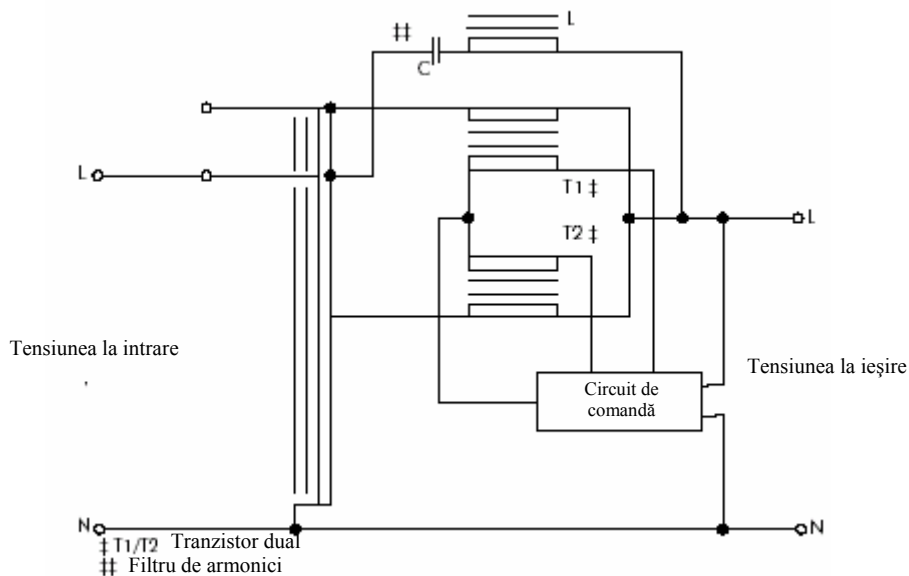 L
‡‡
C
L
T1 ‡
T2 ‡
L
Tensiunea la intrare
Tensiunea la ieşire
Circuit de
comandă
N
N
‡ T1/T2 Tranzistor dual
‡‡ Filtru de armonici